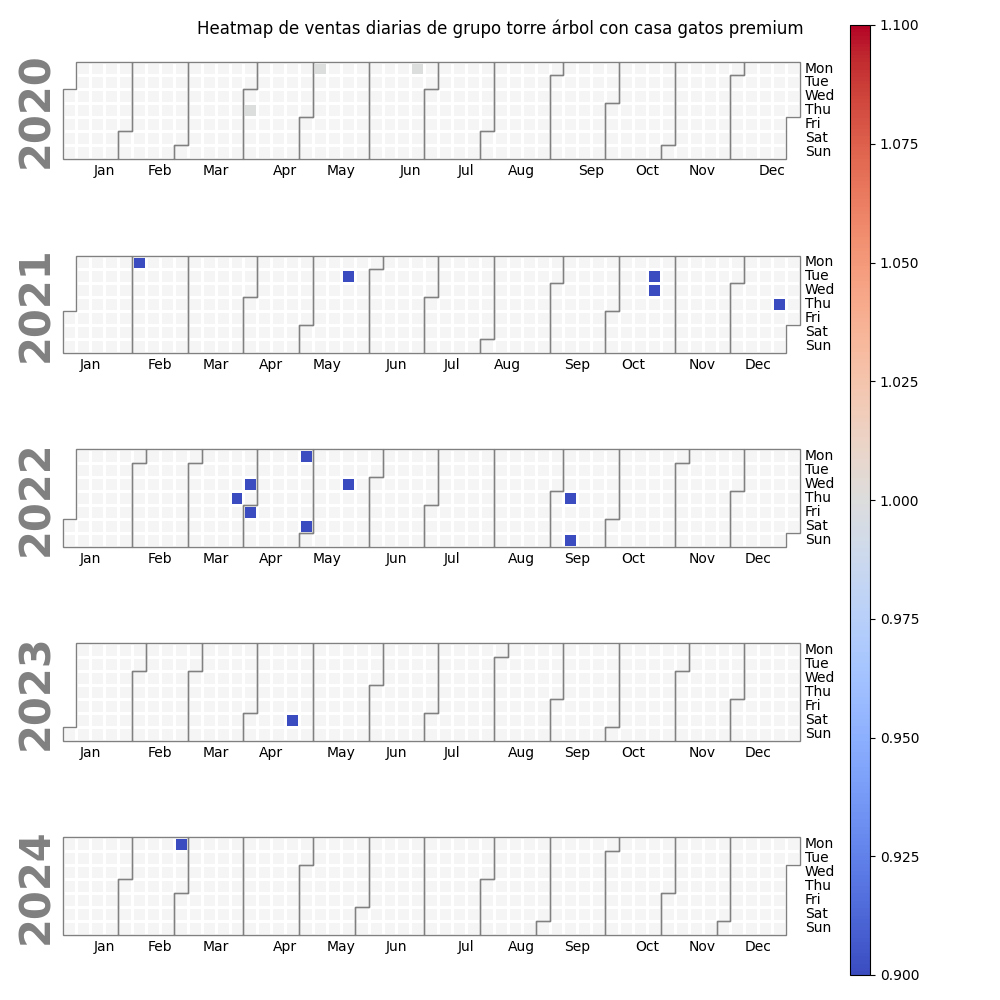 Heatmap de ventas diarias de grupo torre árbol con casa gatos premium
2020
Mon
Tue
Wed
Thu
Fri
Sat
Sun
Jan Feb Mar Apr May Jun Jul Aug Sep Oct Nov Dec
2021
Mon
Tue
Wed
Thu
Fri
Sat
Sun
Jan Feb Mar Apr May Jun Jul Aug Sep Oct Nov Dec
2022
Mon
Tue
Wed
Thu
Fri
Sat
Sun
Jan Feb Mar Apr May Jun Jul Aug Sep Oct Nov Dec
2023
Mon
Tue
Wed
Thu
Fri
Sat
Sun
Jan Feb Mar Apr May Jun Jul Aug Sep Oct Nov Dec
2024
Mon
Tue
Wed
Thu
Fri
Sat
Sun
Jan Feb Mar Apr May Jun Jul Aug Sep Oct Nov Dec
1.100
1.075
1.050
1.025
1.000
0.975
0.950
0.925
0.900